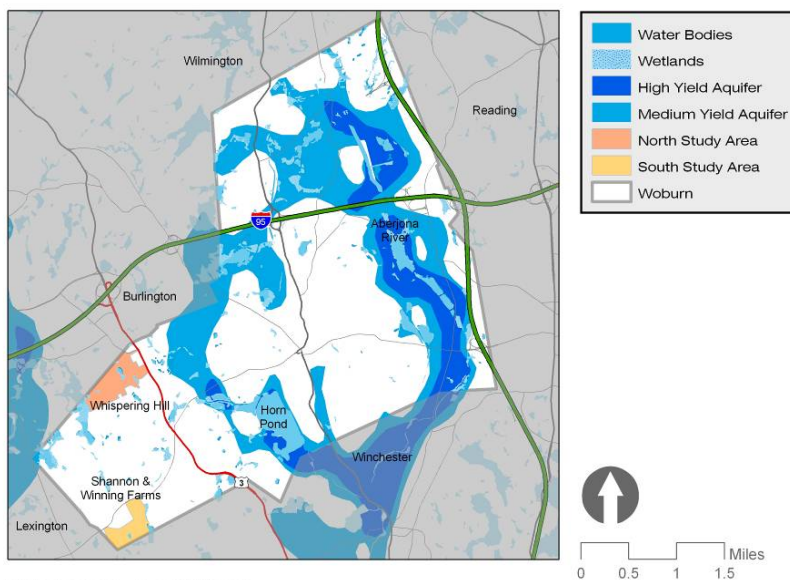 Wilmington
Reading
95
Aberjona
River
Burlington
Whispering Hill
Horn
Pond
Winchester
Shannon &
Winning Farms
3
Lexington
Water Bodies
Wetlands
High Yield Aquifer
Medium Yield Aquifer
North Study Area
South Study Area
Woburn
Miles
0 0.5 1 1.5